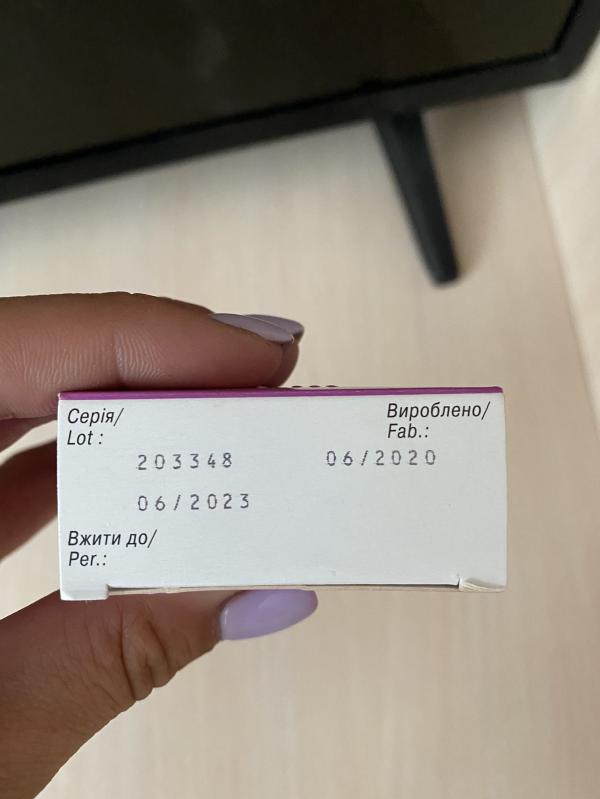 Серія/
Lot :
203348
06/2023
Вжити до/
Per.:
Вироблено/
Fab.:
06/2020